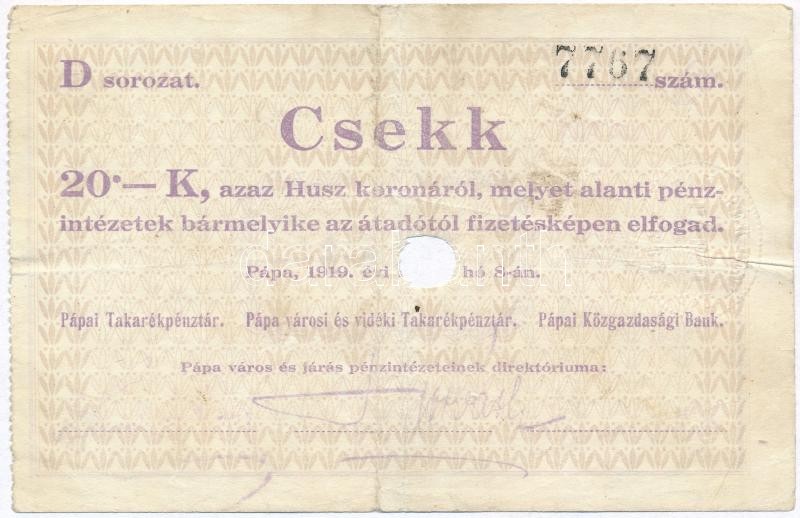 D sorozat. 7767 szám.
Csekk
20·— K, azaz Husz koronáról, melyet alanti pénz-
intézetek bármelyike az átadótól fizetésképen elfogad.
Pápa, 1919. évi hó 8-án.
Pápai Takarékpénztár. Pápa városi és vidéki Takarékpénztár. Pápai Közgazdasági Bank.
Pápa város és járás pénzintézeteinek direktóriuma: